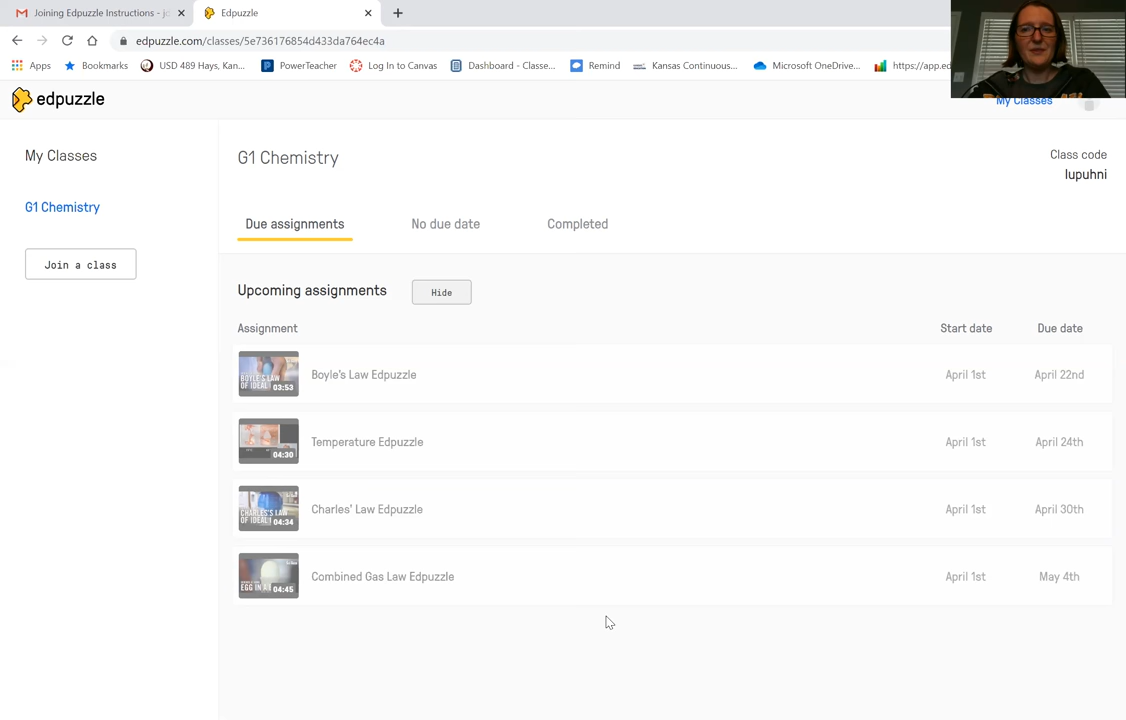 Joining Edpuzzle Instructions - j
Edpuzzle
edpuzzle.com/classes/5e736176854d433da764ec4a
Apps
Bookmarks
USD 489 Hays, Kan...
PowerTeacher
Log In to Canvas
Dashboard - Classe...
Remind
Kansas Continuous...
Microsoft OneDrive...
https://app.ed
edpuzzle
My Classes
My Classes
G1 Chemistry
Class code
lupuhni
G1 Chemistry
Join a class
Due assignments
No due date
Completed
Upcoming assignments
Hide
Assignment
Start date
Due date
BOYLE'S LAW
OF IDEAL
03:53
Boyle's Law Edpuzzle
April 1st
April 22nd
04:30
Temperature Edpuzzle
April 1st
April 24th
CHARLES'S LAW
OF IDEAL
04:34
Charles' Law Edpuzzle
April 1st
April 30th
EGG IN A
04:45
Combined Gas Law Edpuzzle
April 1st
May 4th